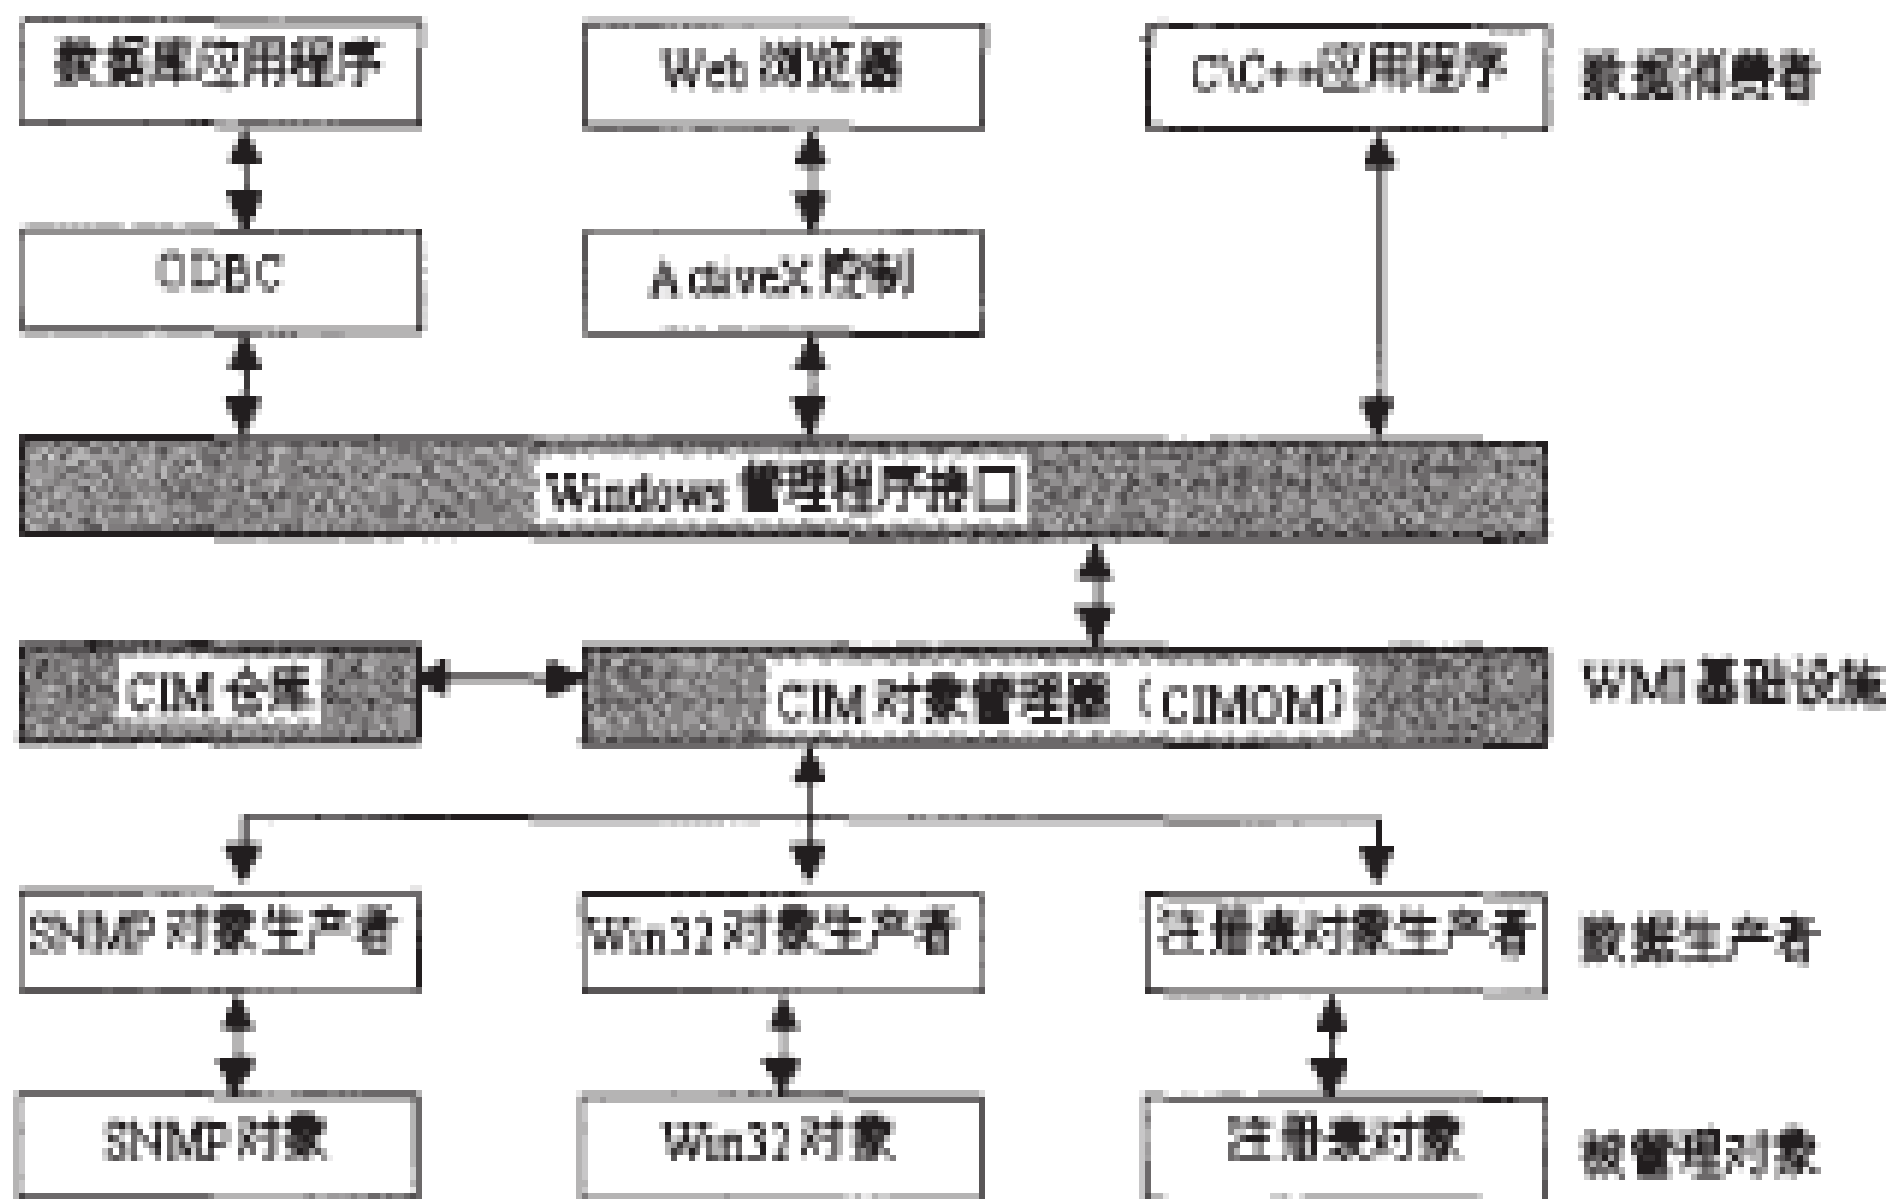 数据库应用程序
Web 浏览器
C\C++应用程序
数据消费者
ODBC
ActiveX 控制
Windows 管理程序接口
CIM 仓库
CIM 对象管理器（CIMOM）
WMI 基础设施
SNMP 对象生产者
Win32 对象生产者
注册表对象生产者
数据生产者
SNMP 对象
Win32 对象
注册表对象
被管理对象